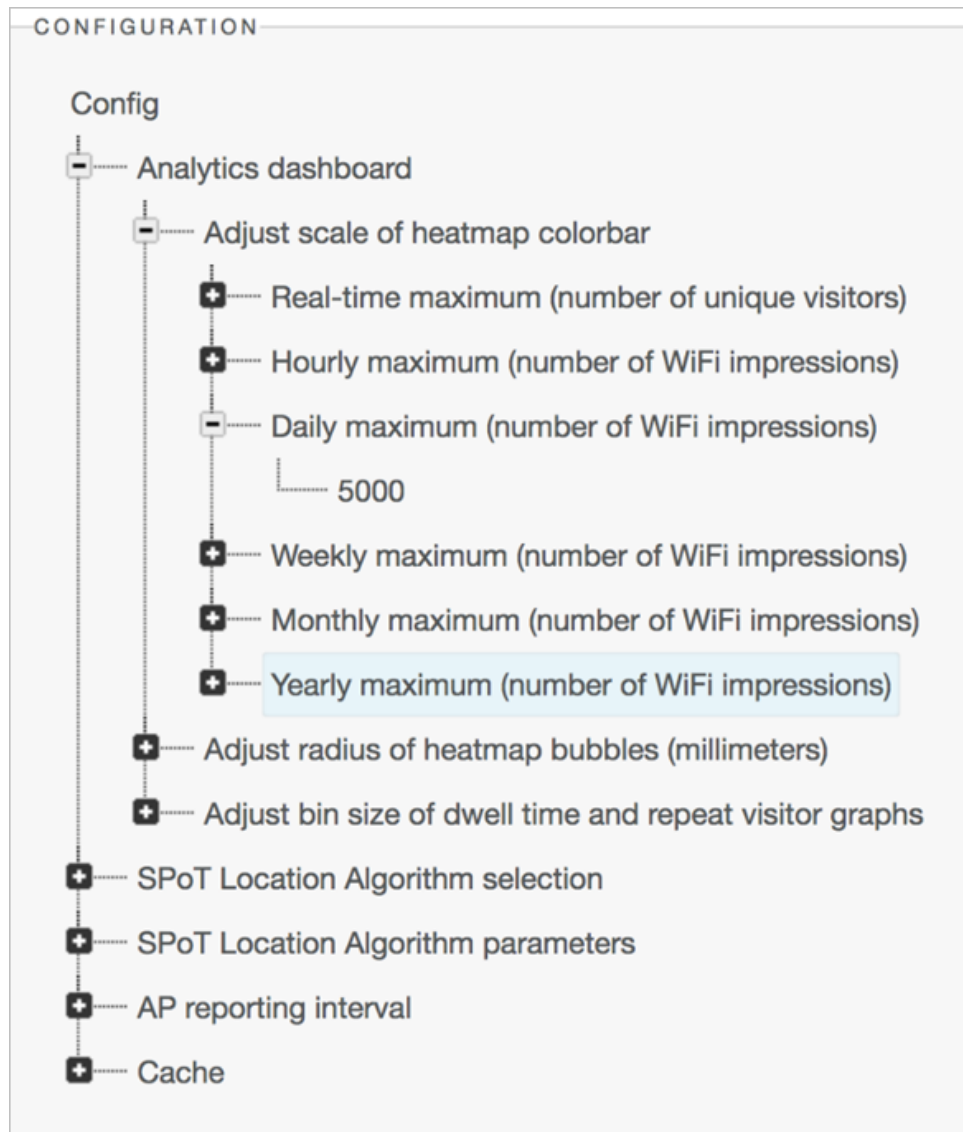 CONFIGURATION
Config
Analytics dashboard
Adjust scale of heatmap colorbar
Real-time maximum (number of unique visitors)
Hourly maximum (number of WiFi impressions)
Daily maximum (number of WiFi impressions)
5000
Weekly maximum (number of WiFi impressions)
Monthly maximum (number of WiFi impressions)
Yearly maximum (number of WiFi impressions)
Adjust radius of heatmap bubbles (millimeters)
Adjust bin size of dwell time and repeat visitor graphs
SPoT Location Algorithm selection
SPoT Location Algorithm parameters
AP reporting interval
Cache